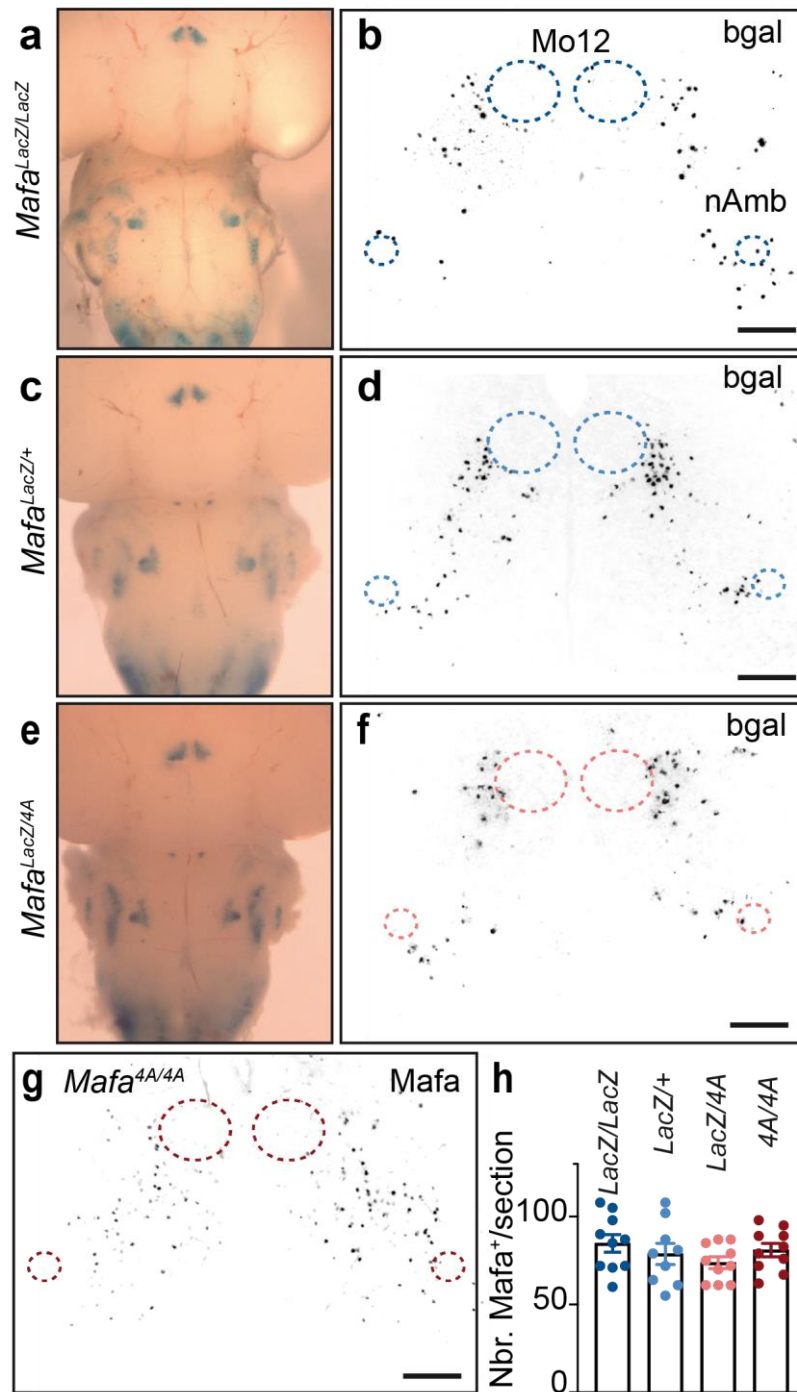 a
Mafa^LacZ/LacZ
b
Mo12
bgal
nAmb
c
Mafa^LacZ/+
d
bgal
e
Mafa^LacZ/4A
f
bgal
g
Mafa^4A/4A
Mafa
h
LacZ/LacZ
LacZ/+
LacZ/4A
4A/4A
Nbr. Mafa⁺/section
100
50
0